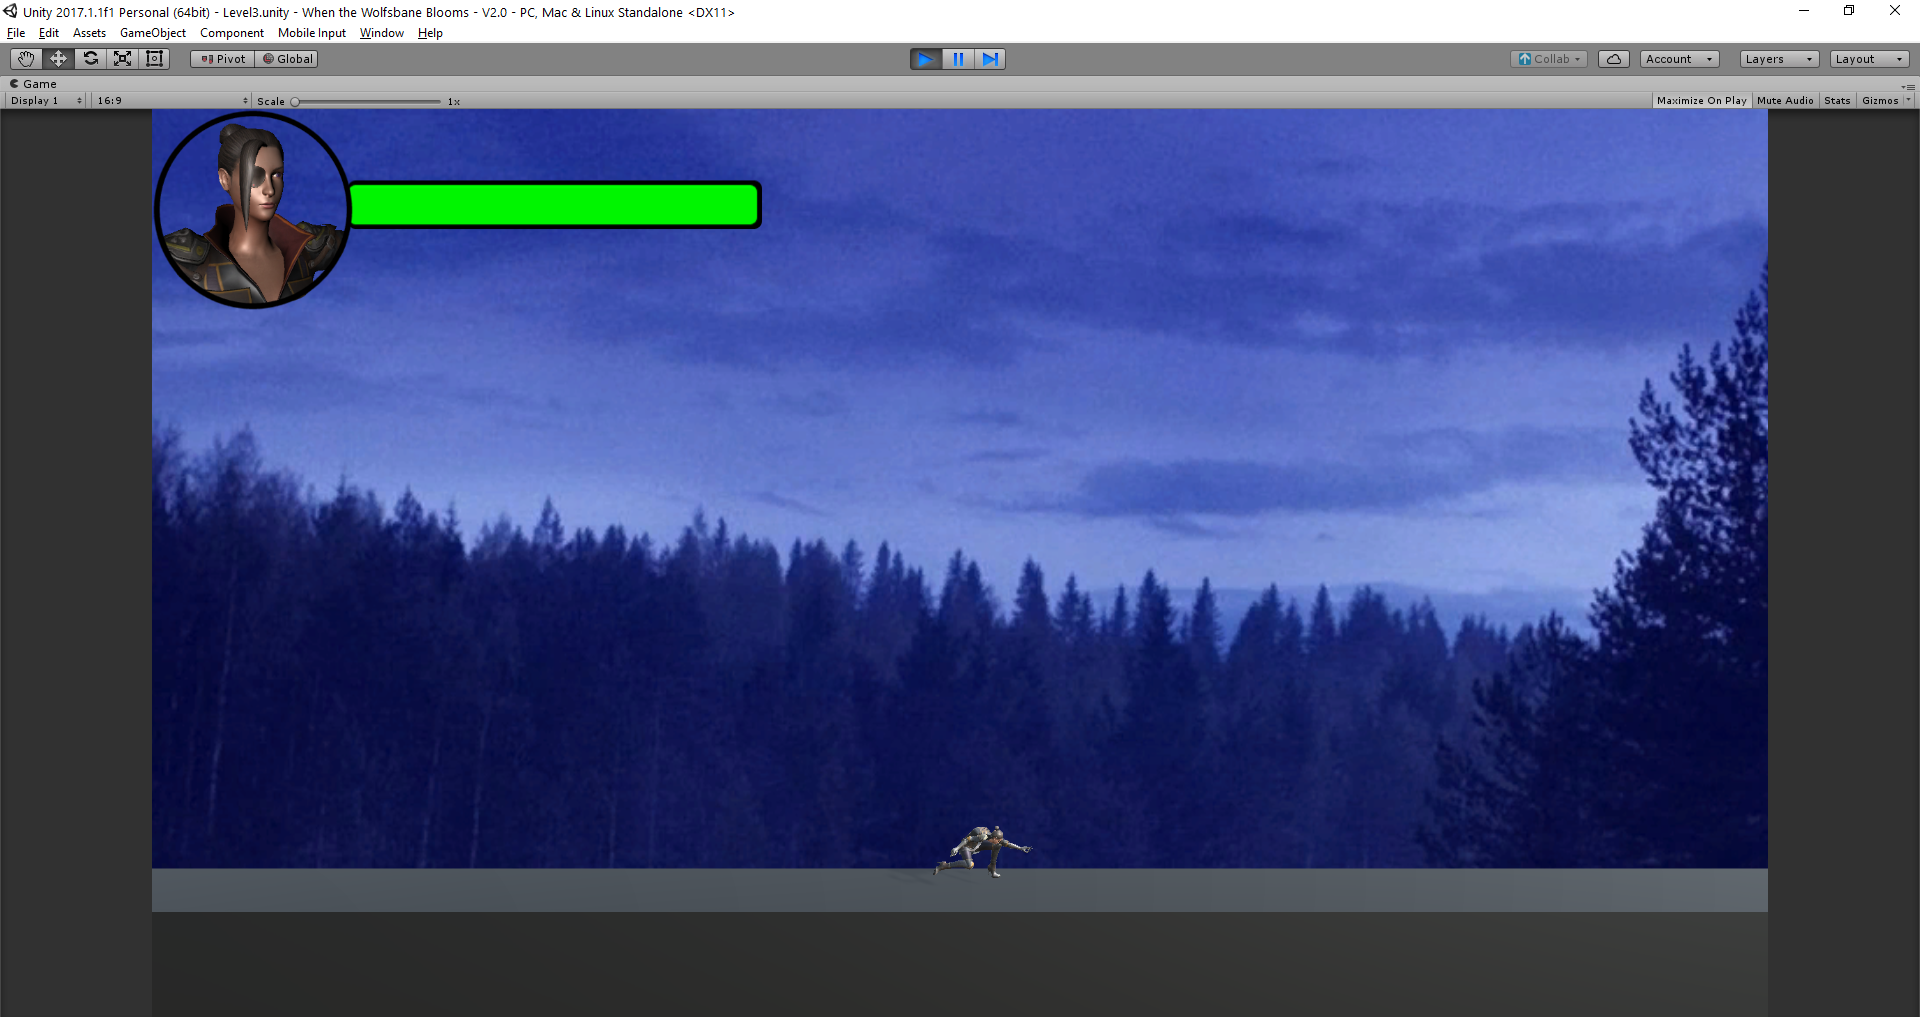 Unity 2017.1.1f1 Personal (64bit) - Level3.unity - When the Wolfsbane Blooms - V2.0 - PC, Mac & Linux Standalone <DX11>
File Edit Assets GameObject Component Mobile Input Window Help
Pivot Global Collab Account Layers Layout
Game
Display 1 16:9 Scale 1x Maximize On Play Mute Audio Stats Gizmos